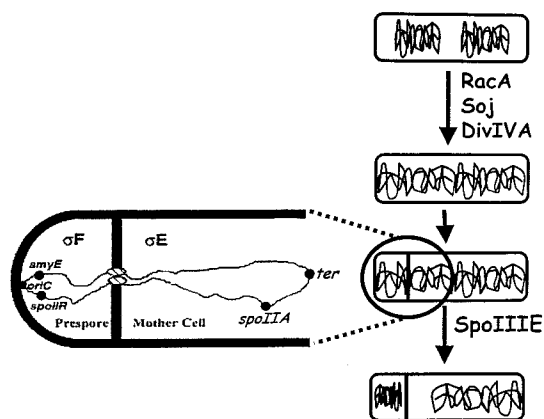 RacA
Soj
DivIVA
σF
σE
amyE
oriC
spoIIR
ter
spoIIA
Prespore
Mother Cell
SpoIIIE